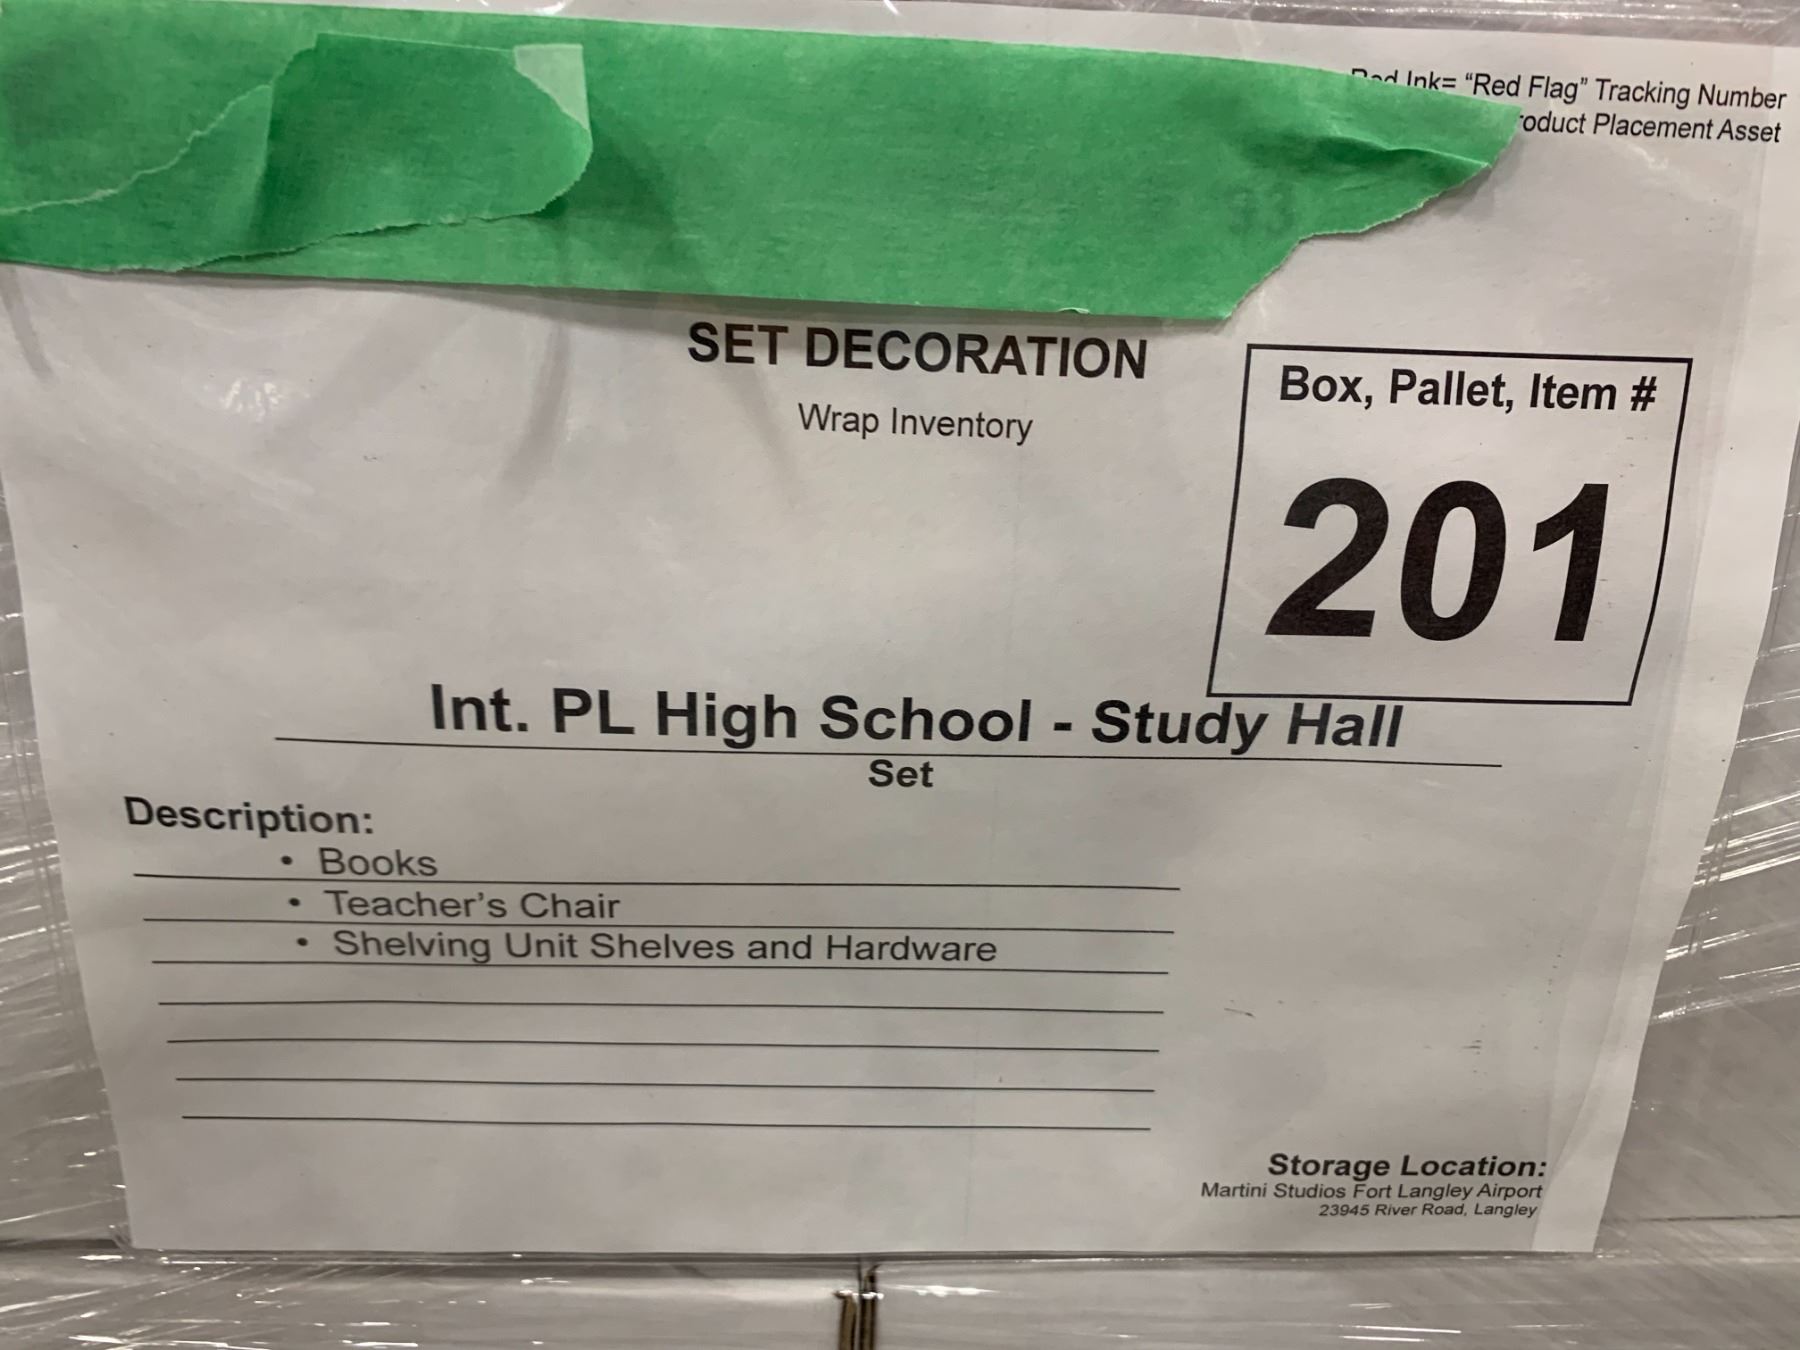 Ink= "Red Flag" Tracking Number
Placement Asset
SET DECORATION
Wrap Inventory
Box, Pallet, Item #
201
Int. PL High School - Study Hall
Set
Description:
• Books
• Teacher's Chair
• Shelving Unit Shelves and Hardware
Storage Location:
Martini Studios Fort Langley Airport
23945 River Road, Langley